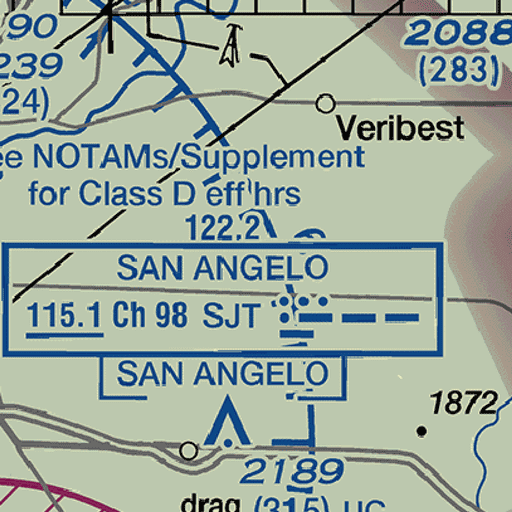 90
2088
239
(283)
24)
Veribest
ee NOTAMs/Supplement
for Class D eff hrs
122.2
SAN ANGELO
115.1 Ch 98 SJT
SAN ANGELO
1872
2189
drag (315) UC